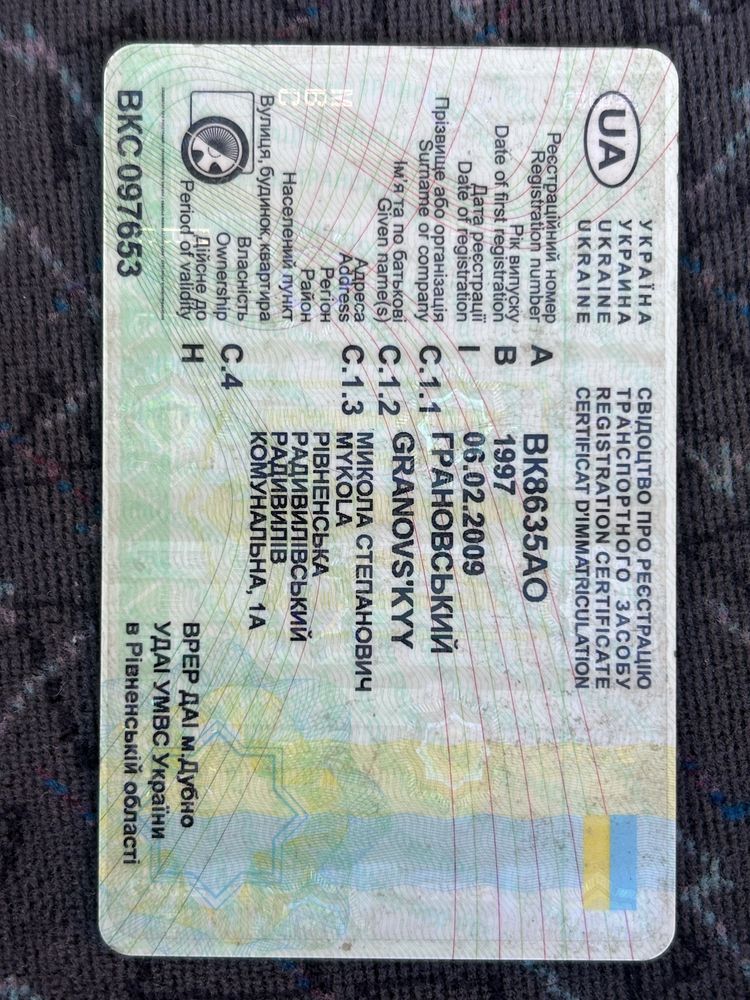 UA
УКРАЇНА
УКРАИНА
UKRAINE
UKRAINE
СВІДОЦТВО ПРО РЕЄСТРАЦІЮ
ТРАНСПОРТНОГО ЗАСОБУ
REGISTRATION CERTIFICATE
CERTIFICAT D'IMMATRICULATION
Реєстраційний номер
Registration number A ВК8635АО
Рік випуску
Date of first registration B 1997
Дата реєстрації
Date of registration I 06.02.2009
Прізвище або організація
Surname or company C.1.1 ГРАНОВСЬКИЙ
GRANOVS'KYY
Ім'я та по батькові
Given name(s) C.1.2 МИКОЛА СТЕПАНОВИЧ
MYKOLA
Адреса
Address C.1.3
Регіон РІВНЕНСЬКА
Район РАДИВИЛІВСЬКИЙ
Населений пункт РАДИВИЛІВ
Вулиця, будинок, квартира КОМУНАЛЬНА, 1А
Власність
Ownership C.4
Дійсне до
Period of validity H
ВРЕР ДАІ м.Дубно
УДАІ УМВС України
в Рівненській області
ВКС 097653
МВС